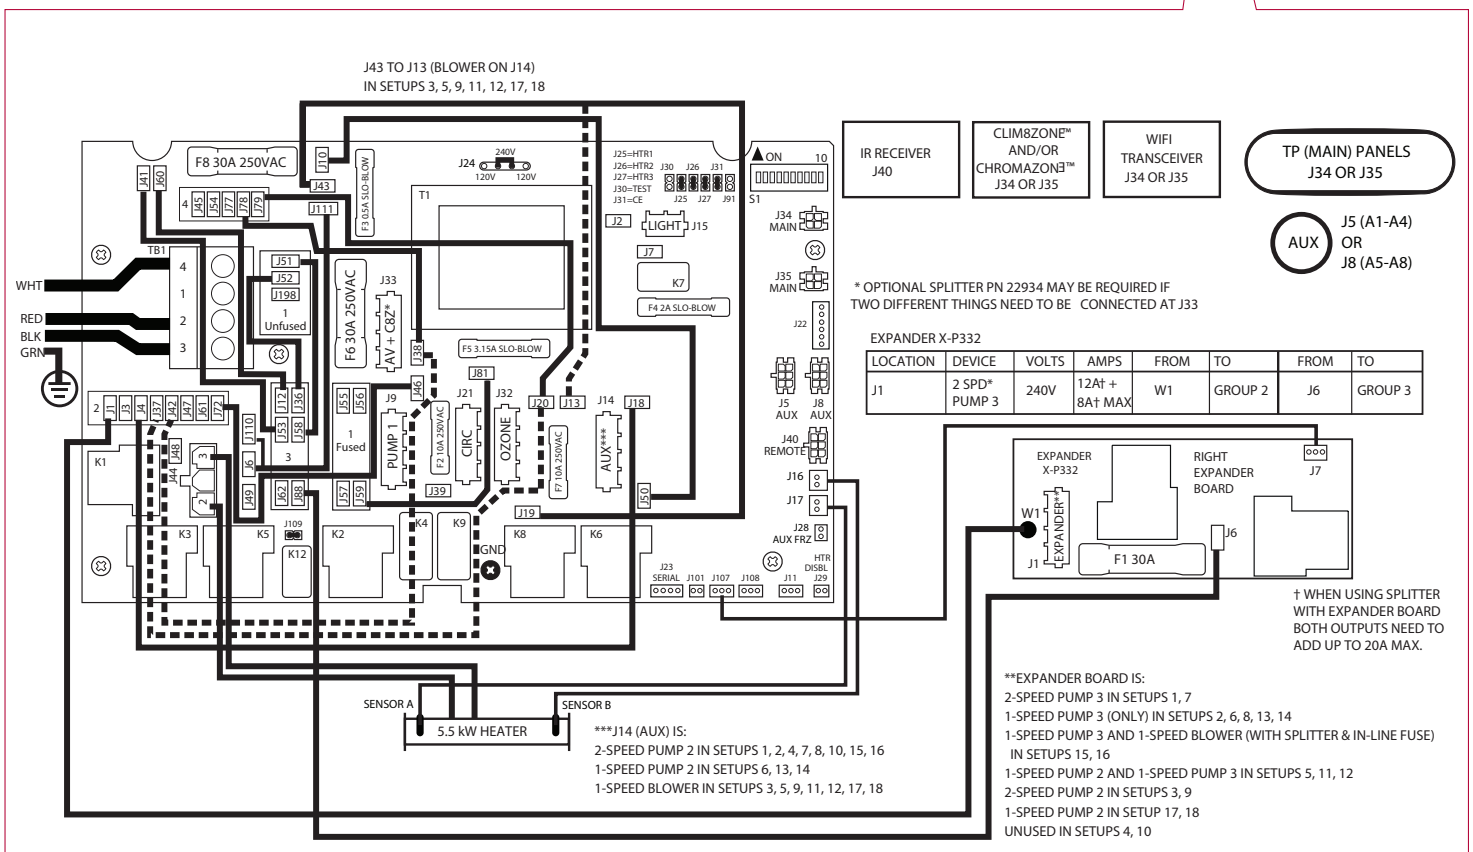 J43 TO J13 (BLOWER ON J14)
IN SETUPS 3, 5, 9, 11, 12, 17, 18
F8 30A 250VAC
J10
J41
J60
J43
J111
4
J45
J54
J77
J78
J79
F3 0.5A SLO-BLOW
J24
240V
120V
120V
T1
J25=HTR1
J26=HTR2
J27=HTR3
J30=TEST
J31=CE
J30
J26
J31
J25
J27
J91
ON
10
S1
J2
LIGHT
J15
J7
K7
F4 2A SLO-BLOW
J34
MAIN
J35
MAIN
J22
J5
AUX
J8
AUX
J40
REMOTE
J16
J17
J28
AUX FRZ
HTR
DISBL
J29
J11
J108
J107
J101
J23
SERIAL
WHT
RED
BLK
GRN
TB1
4
1
2
3
J51
J52
J198
1
Unfused
F6 30A 250VAC
J33
AV + C8Z*
J38
J46
F5 3.15A SLO-BLOW
J81
2
J1
J3
J4
J37
J42
J47
J61
J72
J110
J12
J36
J53
J58
3
J62
J88
J55
J56
1
Fused
J57
J59
J9
PUMP 1
F2 10A 250VAC
J21
CIRC
J32
OZONE
J39
J20
J13
J19
F7 10A 250VAC
J14
AUX***
J18
J50
K1
J48
J44
3
2
J6
J49
K3
K5
J109
K12
K2
K4
K9
GND
K8
K6
IR RECEIVER
J40
CLIM8ZONE™
AND/OR
CHROMAZONE™
J34 OR J35
WIFI
TRANSCEIVER
J34 OR J35
TP (MAIN) PANELS
J34 OR J35
AUX
J5 (A1-A4)
OR
J8 (A5-A8)
* OPTIONAL SPLITTER PN 22934 MAY BE REQUIRED IF
TWO DIFFERENT THINGS NEED TO BE CONNECTED AT J33
EXPANDER X-P332
LOCATION DEVICE VOLTS AMPS FROM TO FROM TO
J1 2 SPD* PUMP 3 240V 12A† + 8A† MAX W1 GROUP 2 J6 GROUP 3
EXPANDER
X-P332
RIGHT
EXPANDER
BOARD
J7
W1
EXPANDER**
J1
F1 30A
J6
† WHEN USING SPLITTER
WITH EXPANDER BOARD
BOTH OUTPUTS NEED TO
ADD UP TO 20A MAX.
SENSOR A
SENSOR B
5.5 kW HEATER
***J14 (AUX) IS:
2-SPEED PUMP 2 IN SETUPS 1, 2, 4, 7, 8, 10, 15, 16
1-SPEED PUMP 2 IN SETUPS 6, 13, 14
1-SPEED BLOWER IN SETUPS 3, 5, 9, 11, 12, 17, 18
**EXPANDER BOARD IS:
2-SPEED PUMP 3 IN SETUPS 1, 7
1-SPEED PUMP 3 (ONLY) IN SETUPS 2, 6, 8, 13, 14
1-SPEED PUMP 3 AND 1-SPEED BLOWER (WITH SPLITTER & IN-LINE FUSE)
IN SETUPS 15, 16
1-SPEED PUMP 2 AND 1-SPEED PUMP 3 IN SETUPS 5, 11, 12
2-SPEED PUMP 2 IN SETUPS 3, 9
1-SPEED PUMP 2 IN SETUP 17, 18
UNUSED IN SETUPS 4, 10